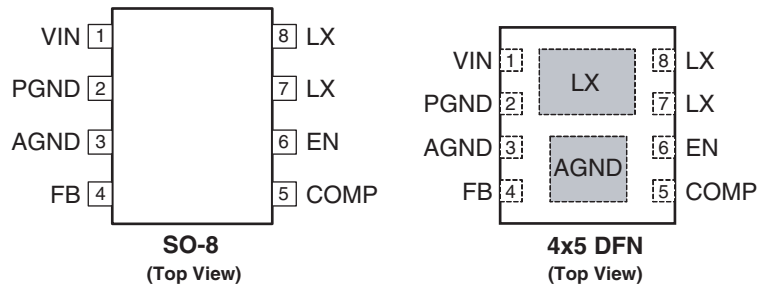 VIN 1 8 LX
PGND 2 7 LX
AGND 3 6 EN
FB 4 5 COMP
SO-8
(Top View)
VIN 1 LX 8 LX
PGND 2 7 LX
AGND 3 AGND 6 EN
FB 4 5 COMP
4x5 DFN
(Top View)